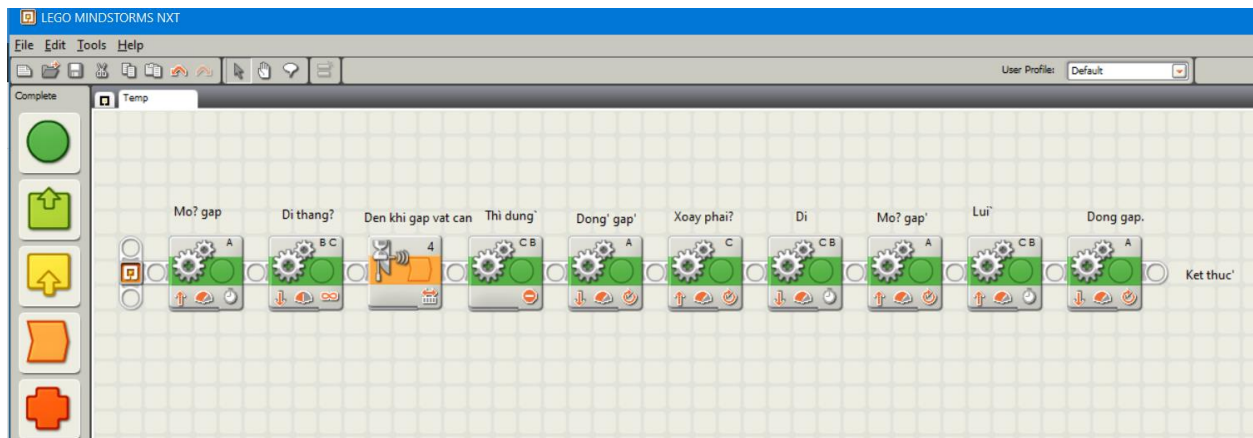 LEGO MINDSTORMS NXT
File Edit Tools Help
User Profile: Default
Complete
Temp
Mo? gap
Di thang?
Den khi gap vat can
Thì dung`
Dong' gap'
Xoay phai?
Di
Mo? gap'
Lui`
Dong gap.
A
B C
4
C B
A
C
C B
A
C B
A
Ket thuc'